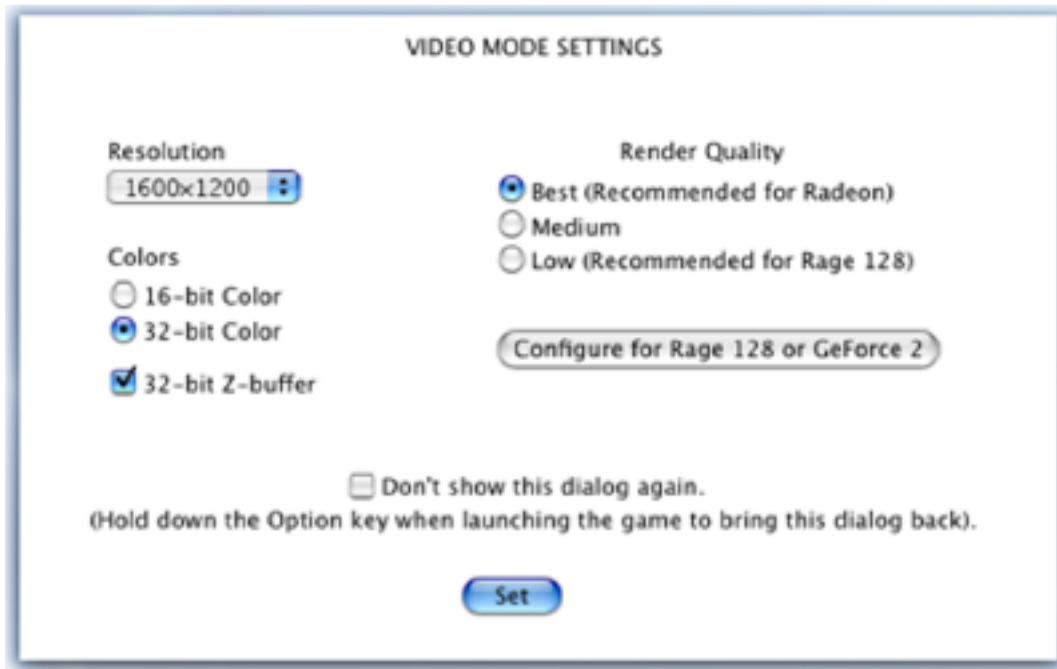 VIDEO MODE SETTINGS
Resolution
1600x1200
Colors
16-bit Color
32-bit Color
32-bit Z-buffer
Render Quality
Best (Recommended for Radeon)
Medium
Low (Recommended for Rage 128)
Configure for Rage 128 or GeForce 2
Don't show this dialog again.
(Hold down the Option key when launching the game to bring this dialog back).
Set